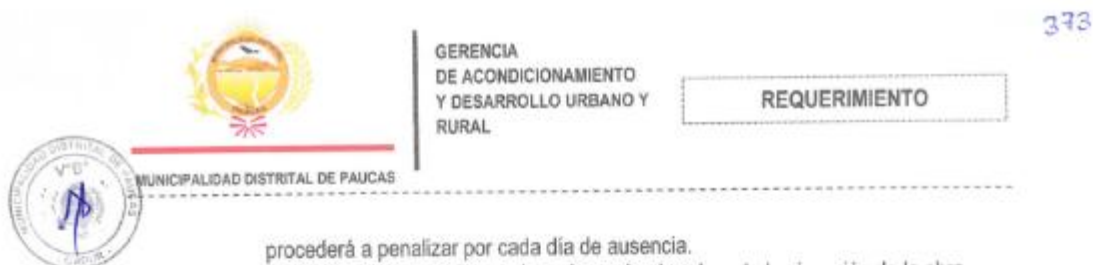 373
GERENCIA
DE ACONDICIONAMIENTO
Y DESARROLLO URBANO Y
RURAL
REQUERIMIENTO
MUNICIPALIDAD DISTRITAL DE PAUCAS
V°B°
procederá a penalizar por cada día de ausencia.